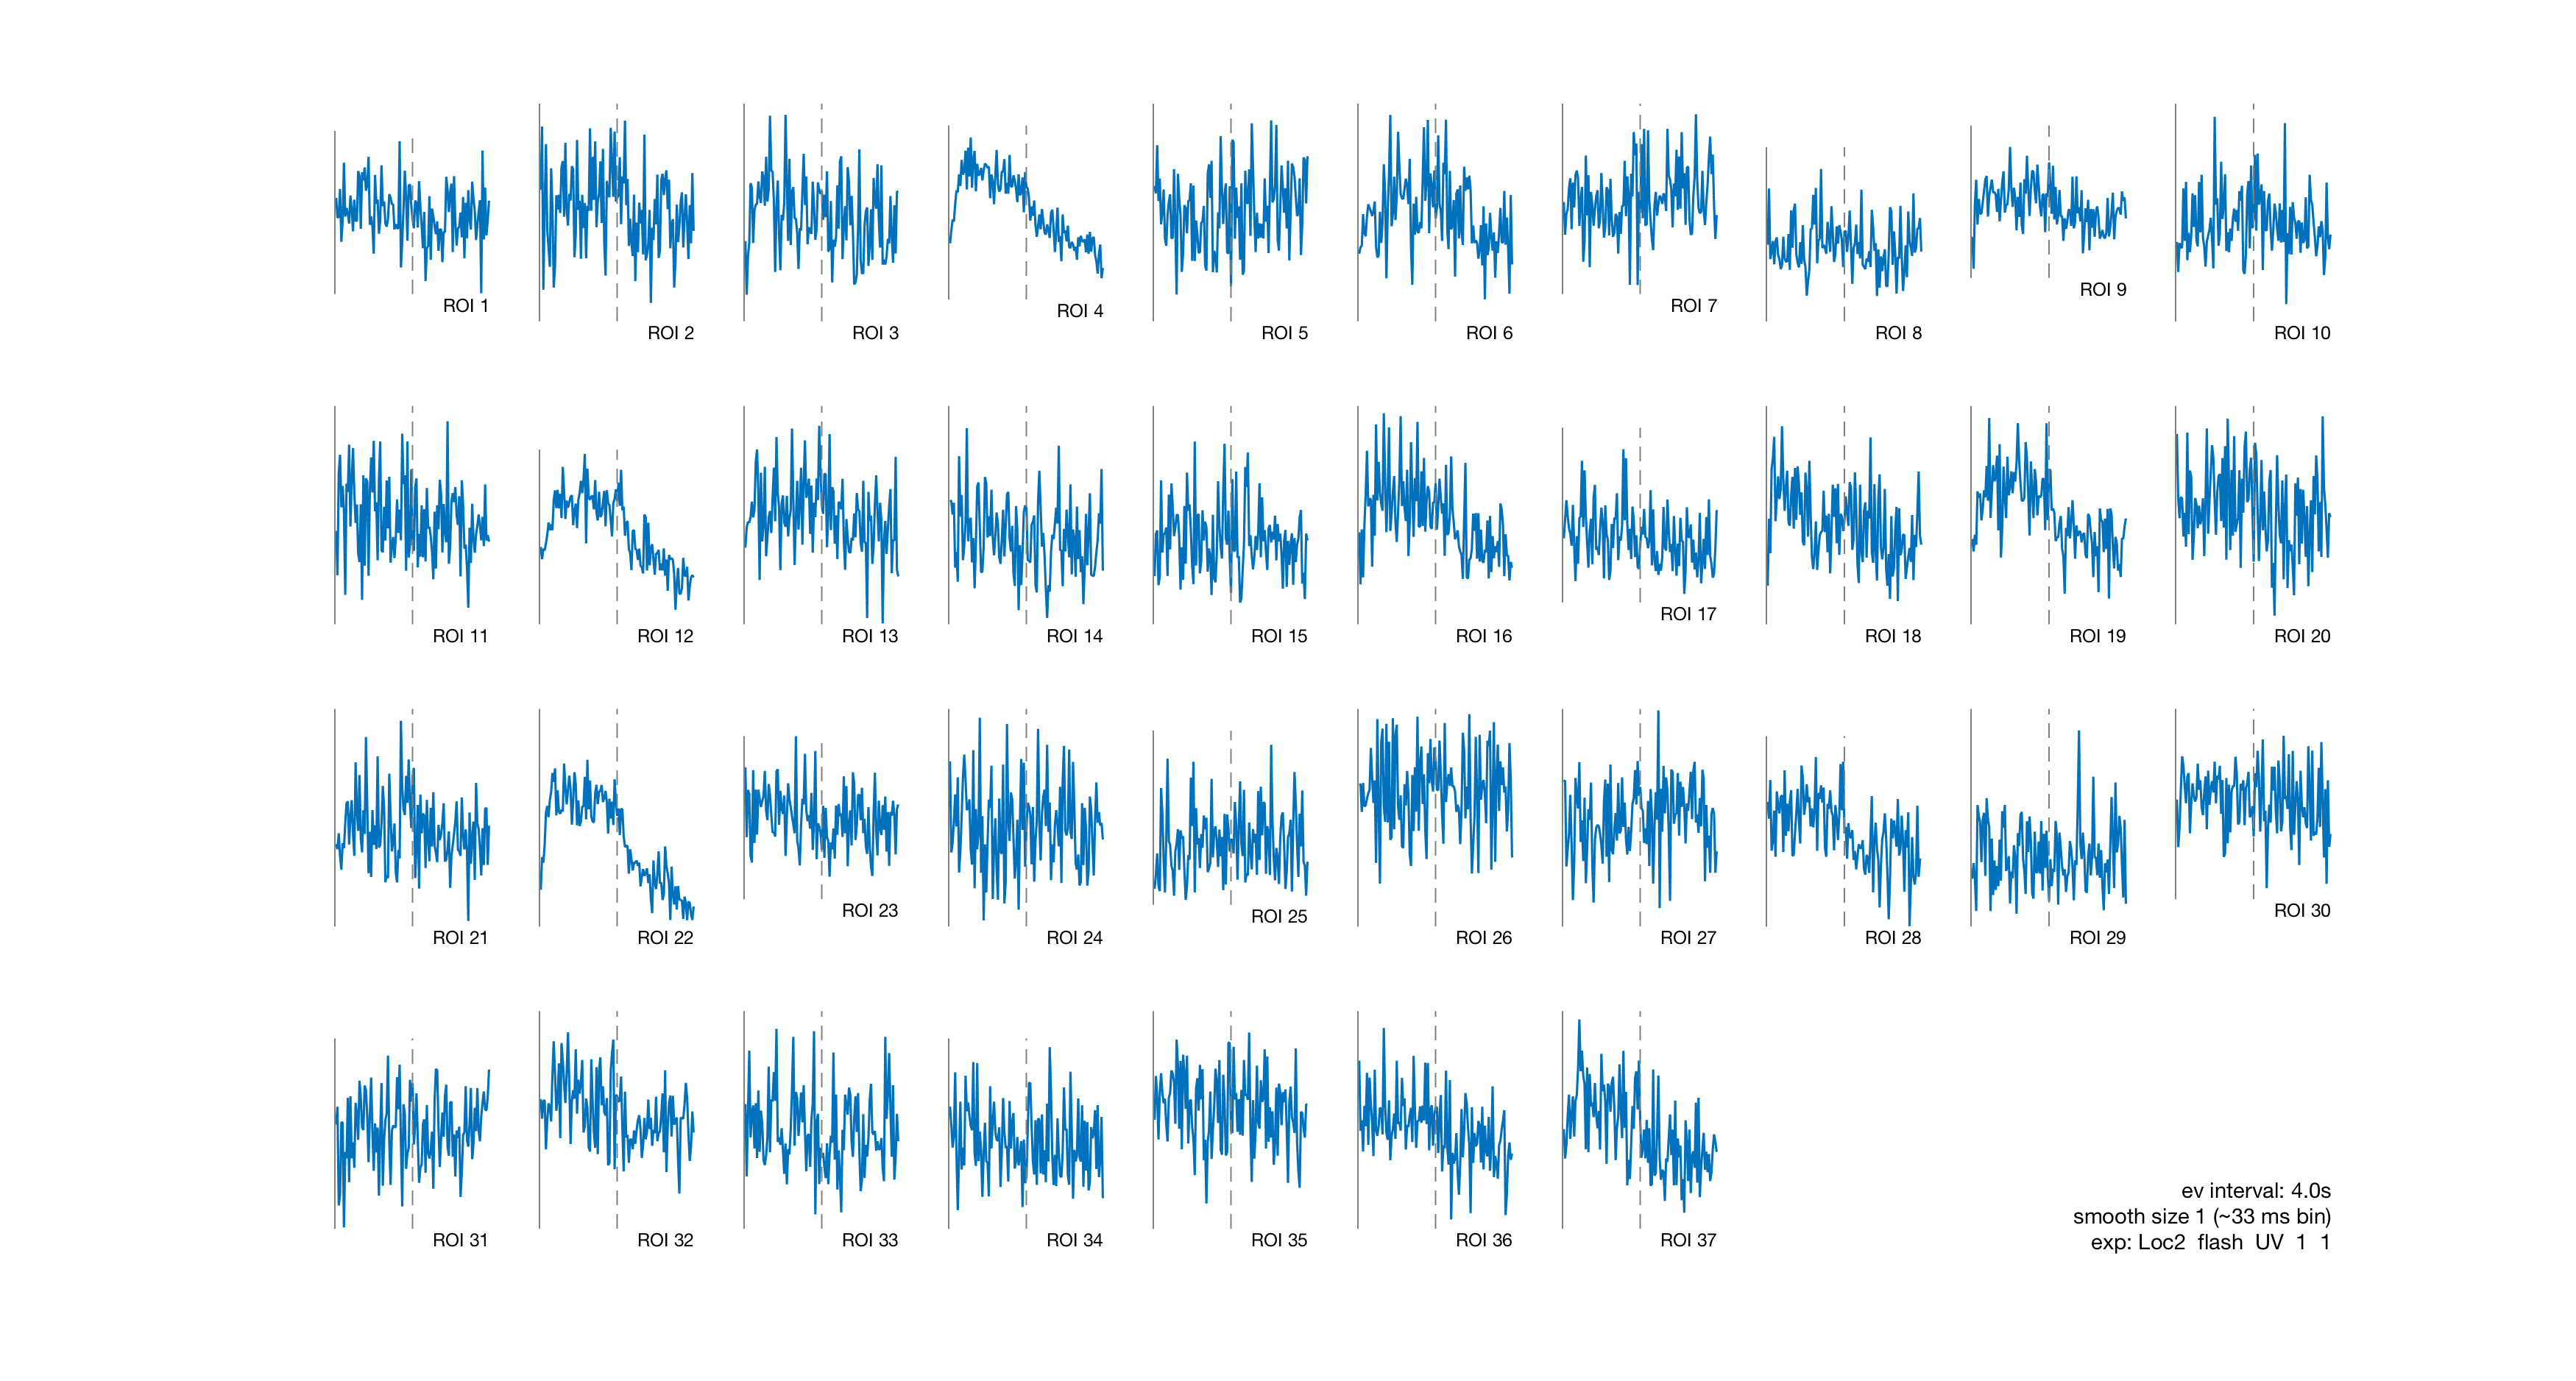 ROI 1
ROI 2
ROI 3
ROI 4
ROI 5
ROI 6
ROI 7
ROI 8
ROI 9
ROI 10
ROI 11
ROI 12
ROI 13
ROI 14
ROI 15
ROI 16
ROI 17
ROI 18
ROI 19
ROI 20
ROI 21
ROI 22
ROI 23
ROI 24
ROI 25
ROI 26
ROI 27
ROI 28
ROI 29
ROI 30
ROI 31
ROI 32
ROI 33
ROI 34
ROI 35
ROI 36
ROI 37
ev interval: 4.0s
smooth size 1 (~33 ms bin)
exp: Loc2 flash UV 1 1